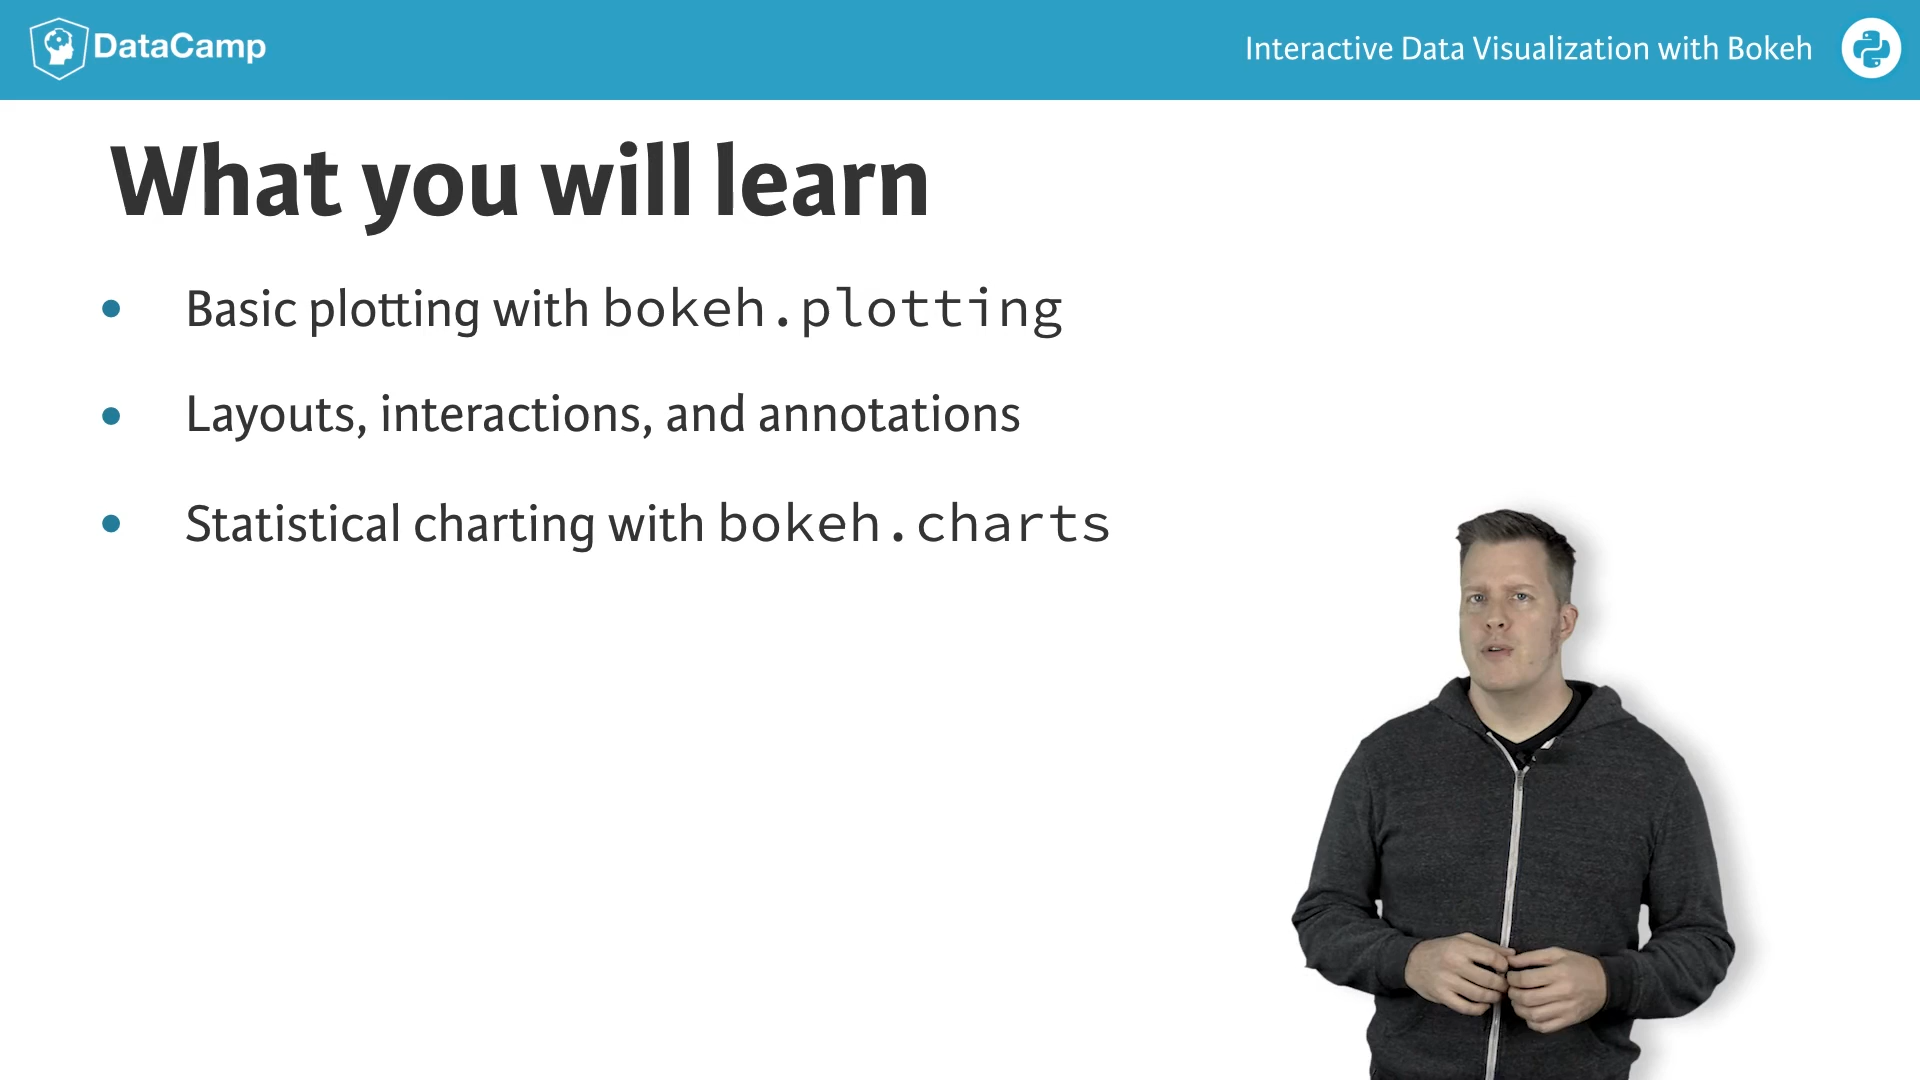 DataCamp
Interactive Data Visualization with Bokeh
What you will learn
• Basic plotting with bokeh.plotting
• Layouts, interactions, and annotations
• Statistical charting with bokeh.charts